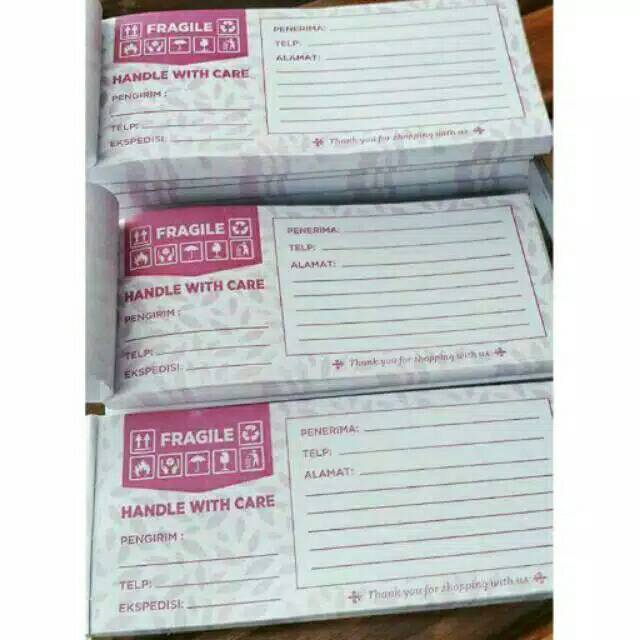 FRAGILE
HANDLE WITH CARE
PENGIRIM :
TELP:
EKSPEDISI:
PENERIMA:
TELP:
ALAMAT:
Thank you for shopping with us
FRAGILE
HANDLE WITH CARE
PENGIRIM :
TELP:
EKSPEDISI:
PENERIMA:
TELP:
ALAMAT:
Thank you for shopping with us
FRAGILE
HANDLE WITH CARE
PENGIRIM :
TELP:
EKSPEDISI:
PENERIMA:
TELP:
ALAMAT:
Thank you for shopping with us